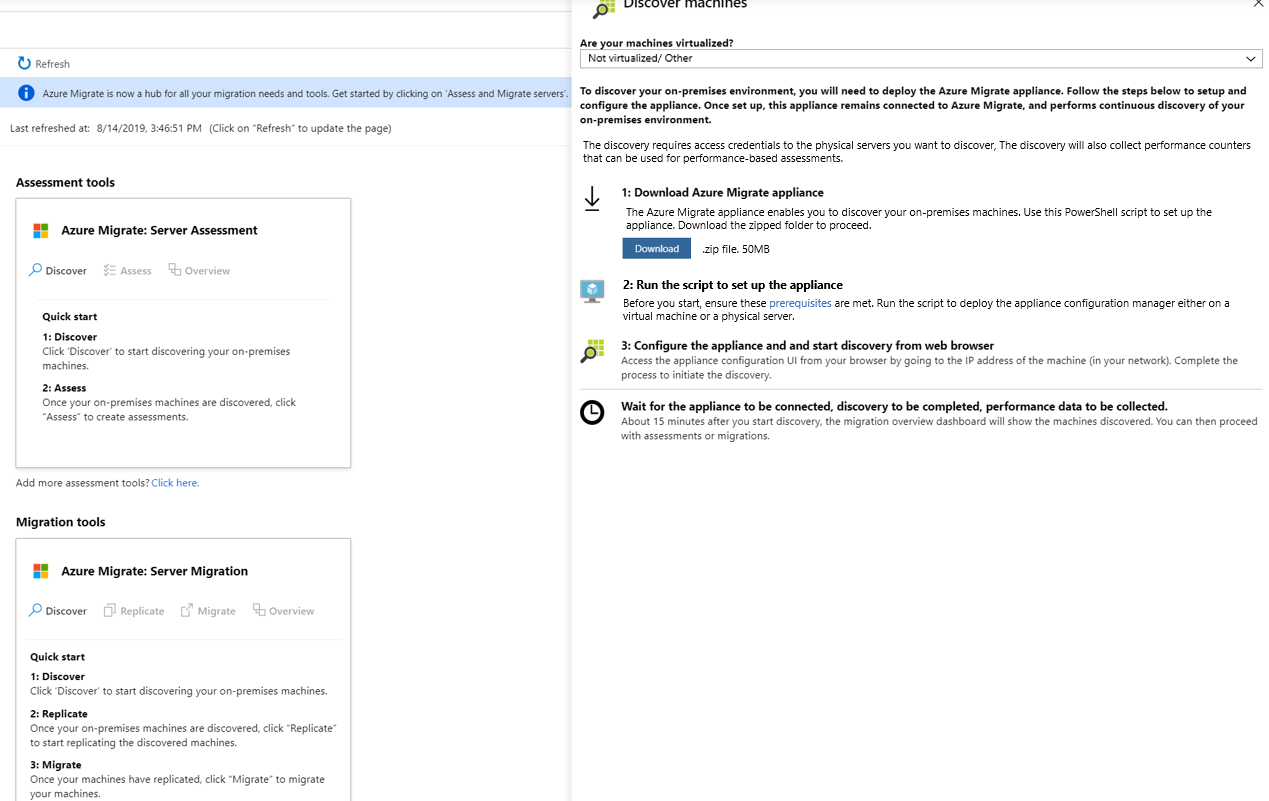 Refresh
Azure Migrate is now a hub for all your migration needs and tools. Get started by clicking on 'Assess and Migrate servers'.
Last refreshed at: 8/14/2019, 3:46:51 PM (Click on "Refresh" to update the page)
Assessment tools
Azure Migrate: Server Assessment
Discover Assess Overview
Quick start
1: Discover
Click 'Discover' to start discovering your on-premises
machines.
2: Assess
Once your on-premises machines are discovered, click
"Assess" to create assessments.
Add more assessment tools? Click here.
Migration tools
Azure Migrate: Server Migration
Discover Replicate Migrate Overview
Quick start
1: Discover
Click 'Discover' to start discovering your on-premises machines.
2: Replicate
Once your on-premises machines are discovered, click "Replicate"
to start replicating the discovered machines.
3: Migrate
Once your machines have replicated, click "Migrate" to migrate
your machines.
Discover machines
Are your machines virtualized?
Not virtualized/ Other
To discover your on-premises environment, you will need to deploy the Azure Migrate appliance. Follow the steps below to setup and
configure the appliance. Once set up, this appliance remains connected to Azure Migrate, and performs continuous discovery of your
on-premises environment.
The discovery requires access credentials to the physical servers you want to discover, The discovery will also collect performance counters
that can be used for performance-based assessments.
1: Download Azure Migrate appliance
The Azure Migrate appliance enables you to discover your on-premises machines. Use this PowerShell script to set up the
appliance. Download the zipped folder to proceed.
Download .zip file. 50MB
2: Run the script to set up the appliance
Before you start, ensure these prerequisites are met. Run the script to deploy the appliance configuration manager either on a
virtual machine or a physical server.
3: Configure the appliance and and start discovery from web browser
Access the appliance configuration UI from your browser by going to the IP address of the machine (in your network). Complete the
process to initiate the discovery.
Wait for the appliance to be connected, discovery to be completed, performance data to be collected.
About 15 minutes after you start discovery, the migration overview dashboard will show the machines discovered. You can then proceed
with assessments or migrations.